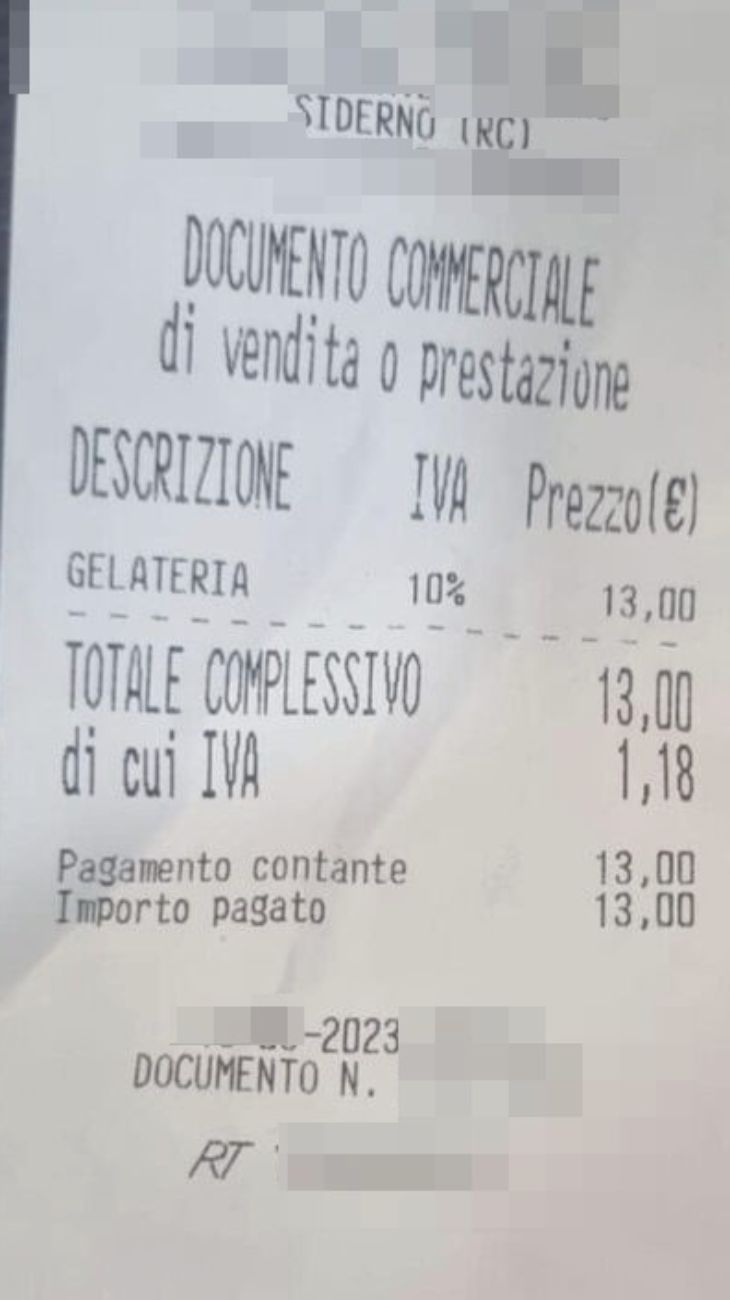 SIDERNO (RC)
DOCUMENTO COMMERCIALE
di vendita o prestazione
DESCRIZIONE IVA Prezzo(€)
GELATERIA 10% 13,00
TOTALE COMPLESSIVO 13,00
di cui IVA 1,18
Pagamento contante 13,00
Importo pagato 13,00
-2023
DOCUMENTO N.
RT